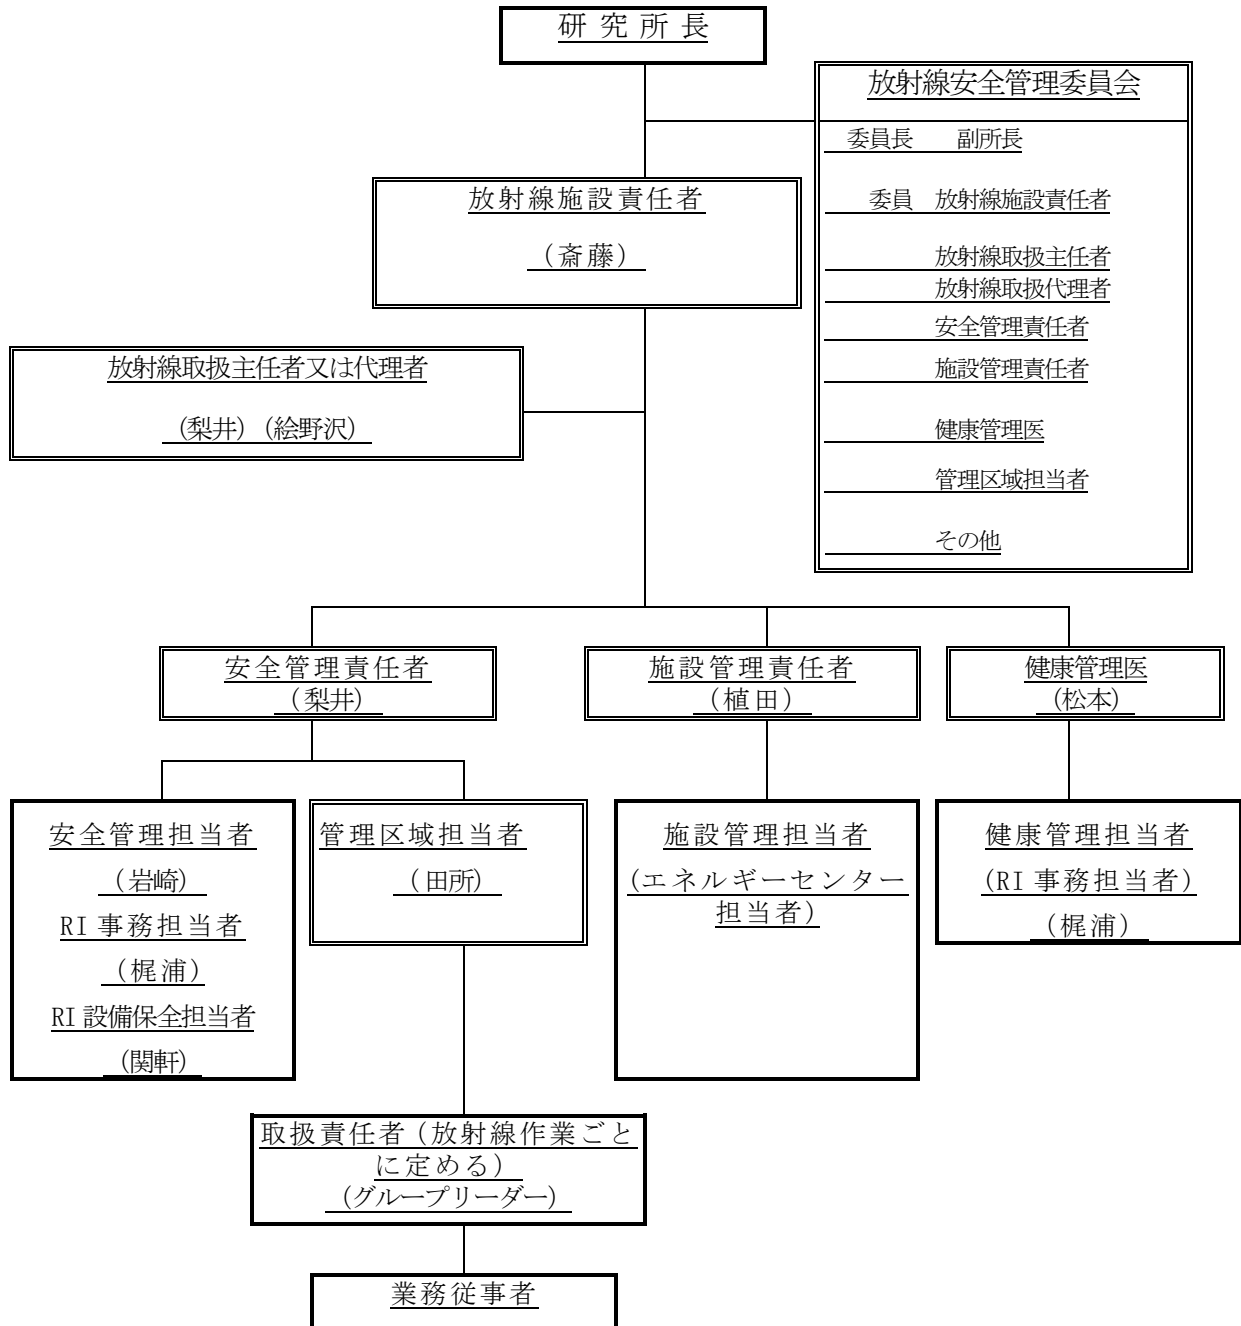 研究所長
放射線安全管理委員会
委員長 副所長
委員 放射線施設責任者
放射線取扱主任者
放射線取扱代理者
安全管理責任者
施設管理責任者
健康管理医
管理区域担当者
その他
放射線施設責任者
（斎藤）
放射線取扱主任者又は代理者
（梨井）（絵野沢）
安全管理責任者
（梨井）
施設管理責任者
（植田）
健康管理医
（松本）
安全管理担当者
（岩崎）
RI事務担当者
（梶浦）
RI設備保全担当者
（関軒）
管理区域担当者
（田所）
施設管理担当者
（エネルギーセンター
担当者）
健康管理担当者
（RI事務担当者）
（梶浦）
取扱責任者（放射線作業ごと
に定める）
（グループリーダー）
業務従事者